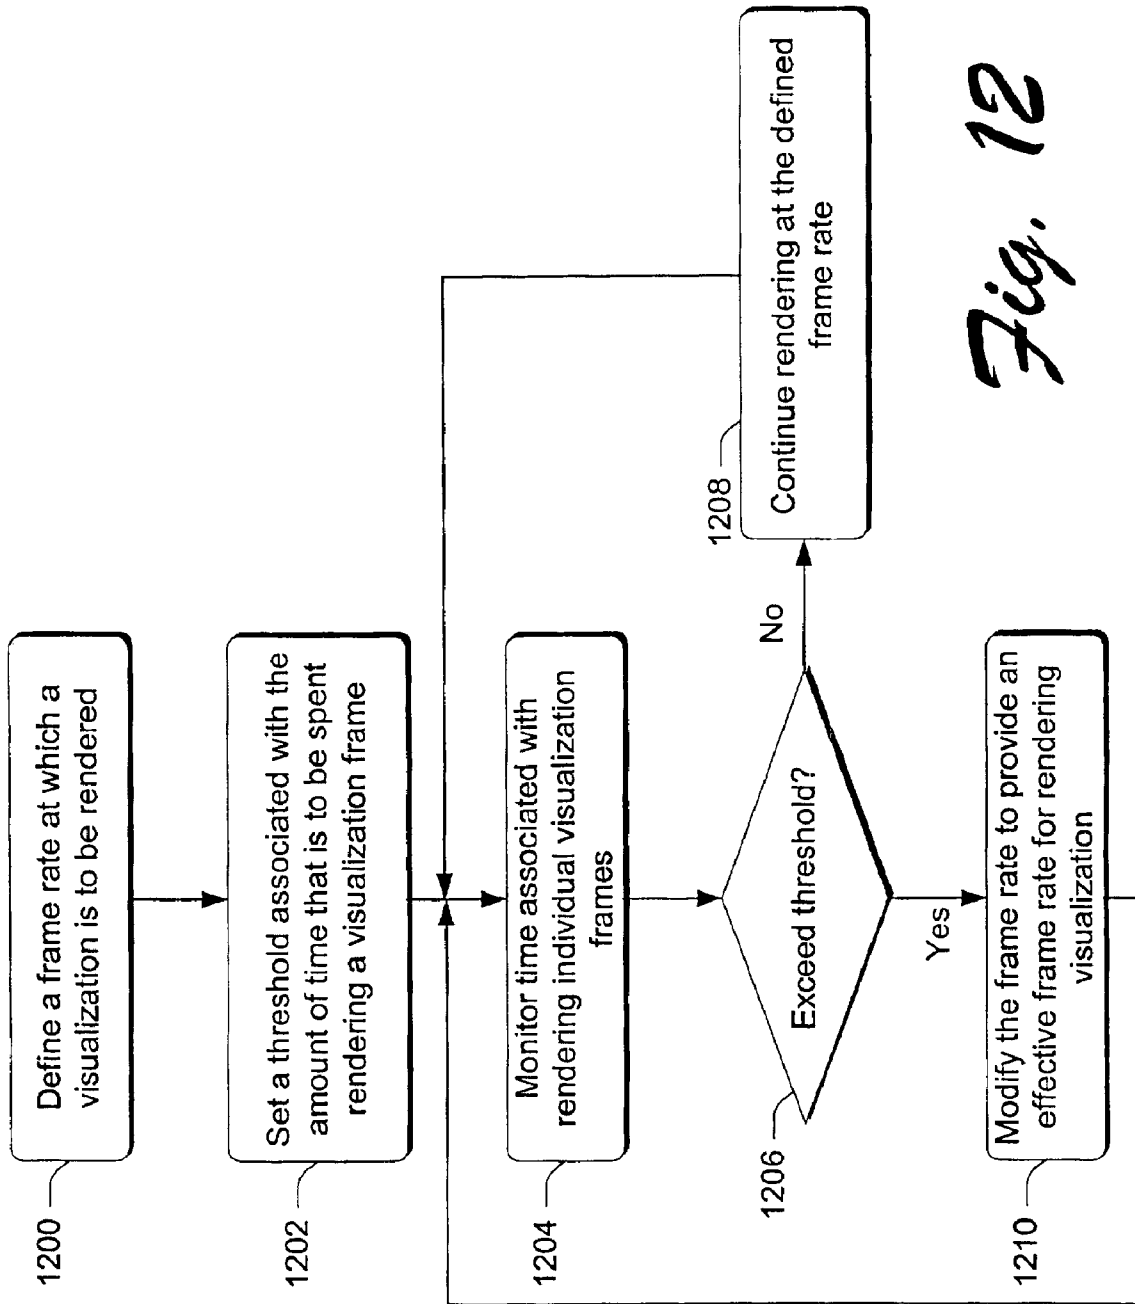 1200
Define a frame rate at which a
visualization is to be rendered
1202
Set a threshold associated with the
amount of time that is to be spent
rendering a visualization frame
1204
Monitor time associated with
rendering individual visualization
frames
1206
Exceed threshold?
No
1208
Continue rendering at the defined
frame rate
Yes
1210
Modify the frame rate to provide an
effective frame rate for rendering
visualization
Fig. 12